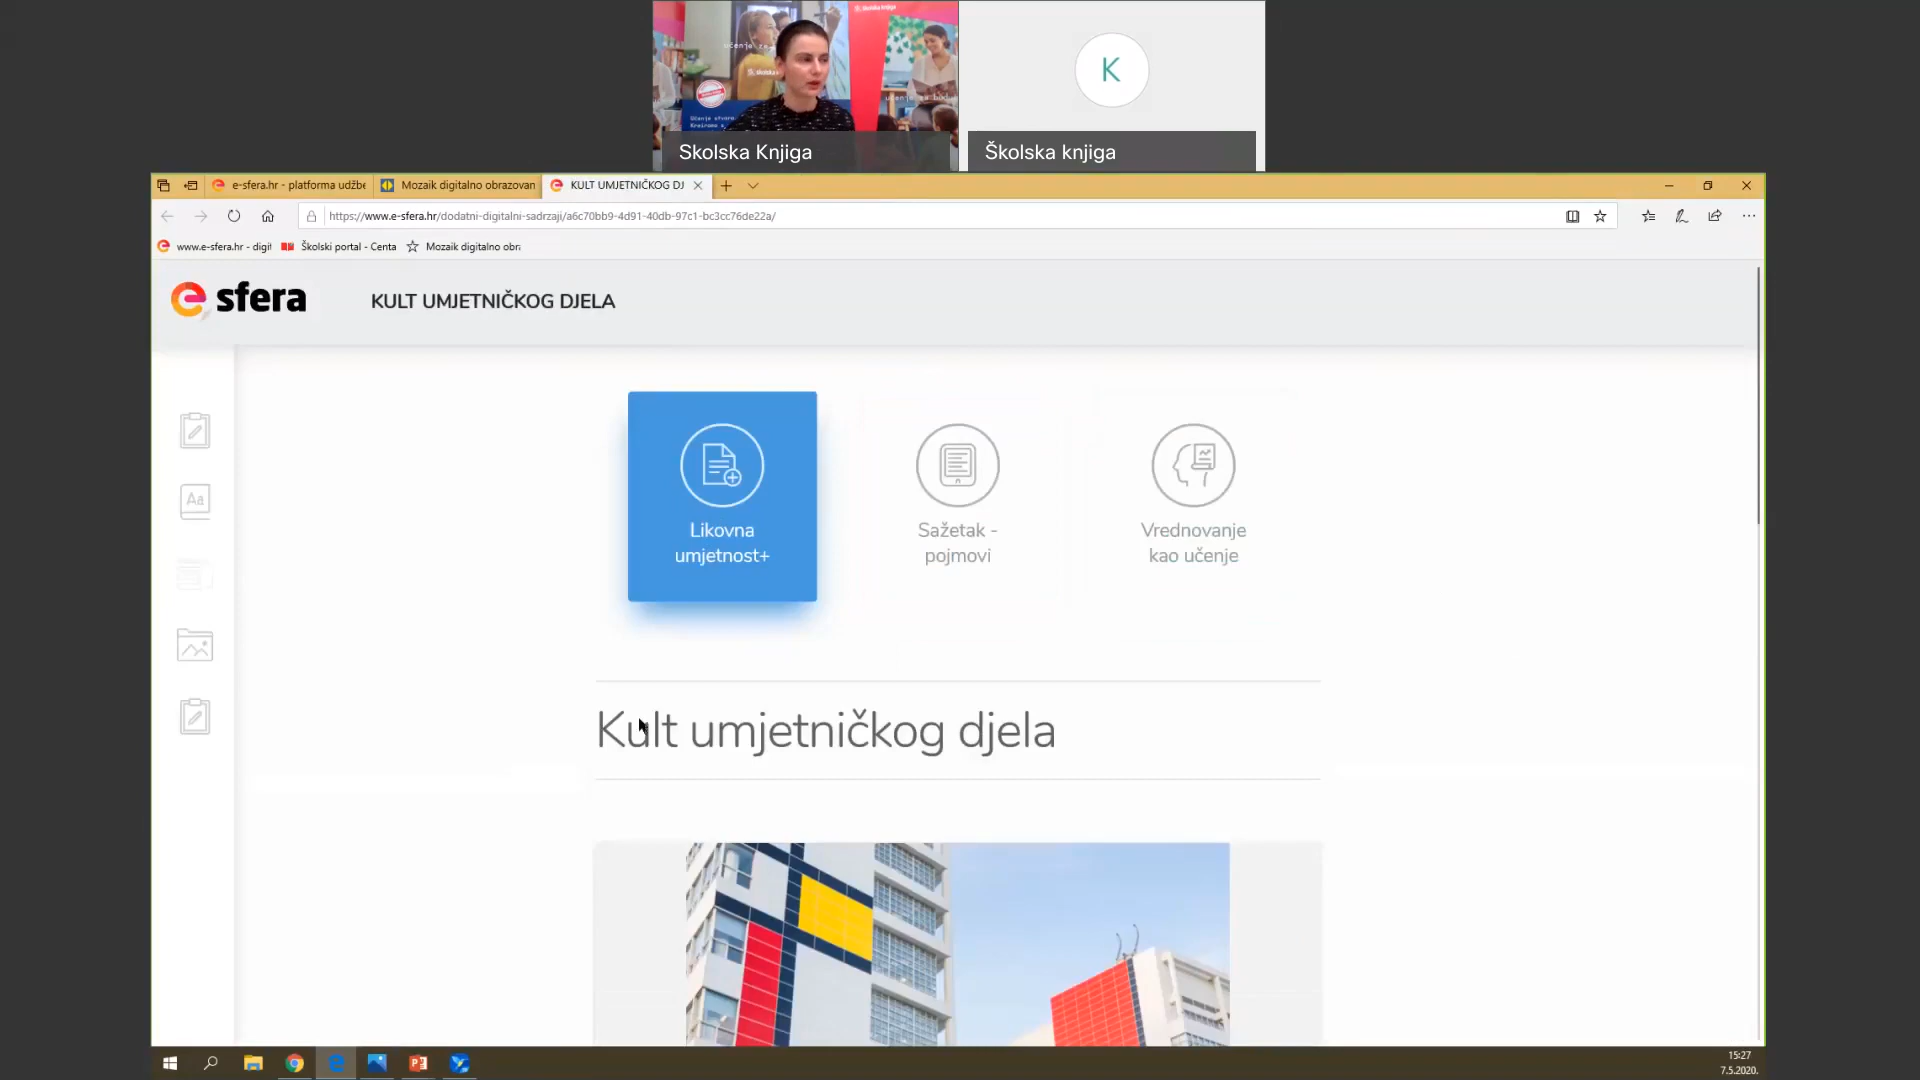 Skolska Knjiga
Školska knjiga
K
e-sfera.hr - platforma udžbe
Mozaik digitalno obrazovan
KULT UMJETNIČKOG DJ
https://www.e-sfera.hr/dodatni-digitalni-sadrzaji/a6c70bb9-4d91-40db-97c1-bc3cc76de22a/
www.e-sfera.hr - digit
Školski portal - Centa
Mozaik digitalno obra
e sfera
KULT UMJETNIČKOG DJELA
Likovna
umjetnost+
Sažetak -
pojmovi
Vrednovanje
kao učenje
Aa
Kult umjetničkog djela
15:27
7.5.2020.